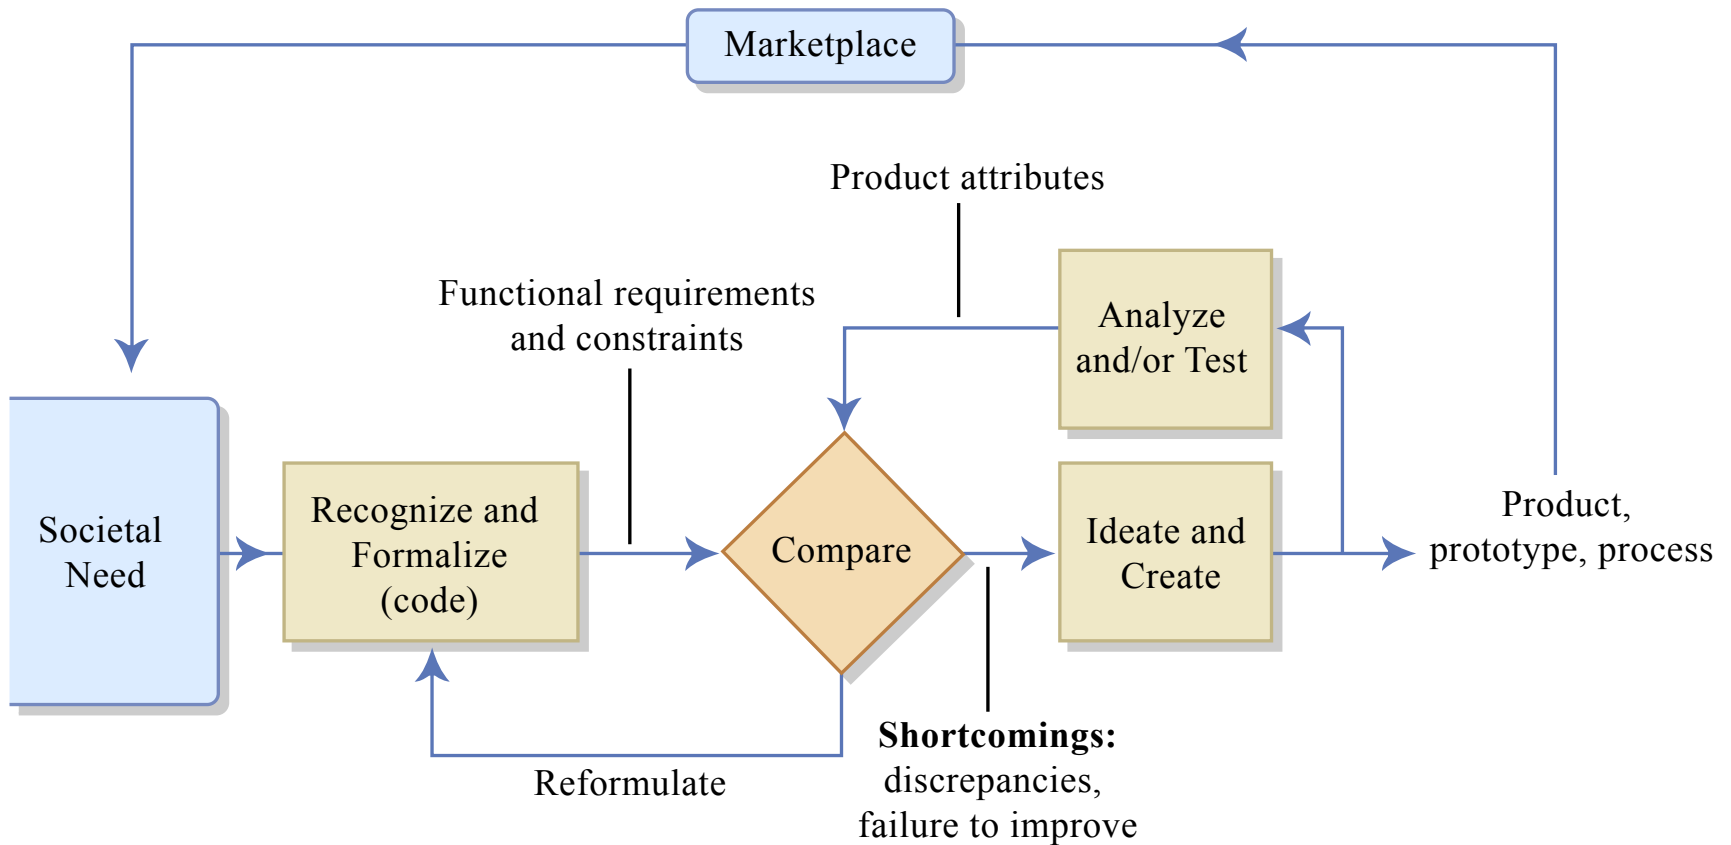 Marketplace
Product attributes
Functional requirements
and constraints
Analyze
and/or Test
Societal
Need
Recognize and
Formalize
(code)
Compare
Ideate and
Create
Product,
prototype, process
Reformulate
Shortcomings:
discrepancies,
failure to improve